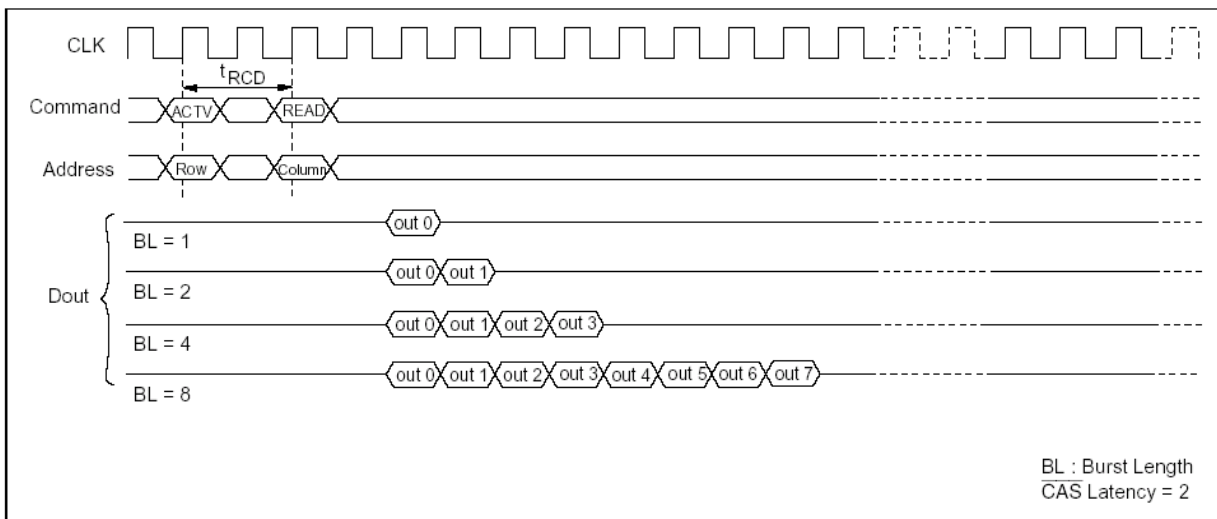 CLK
t RCD
Command ACTV READ
Address Row Column
Dout
out 0
BL = 1
out 0 out 1
BL = 2
out 0 out 1 out 2 out 3
BL = 4
out 0 out 1 out 2 out 3 out 4 out 5 out 6 out 7
BL = 8
BL : Burst Length
CAS Latency = 2